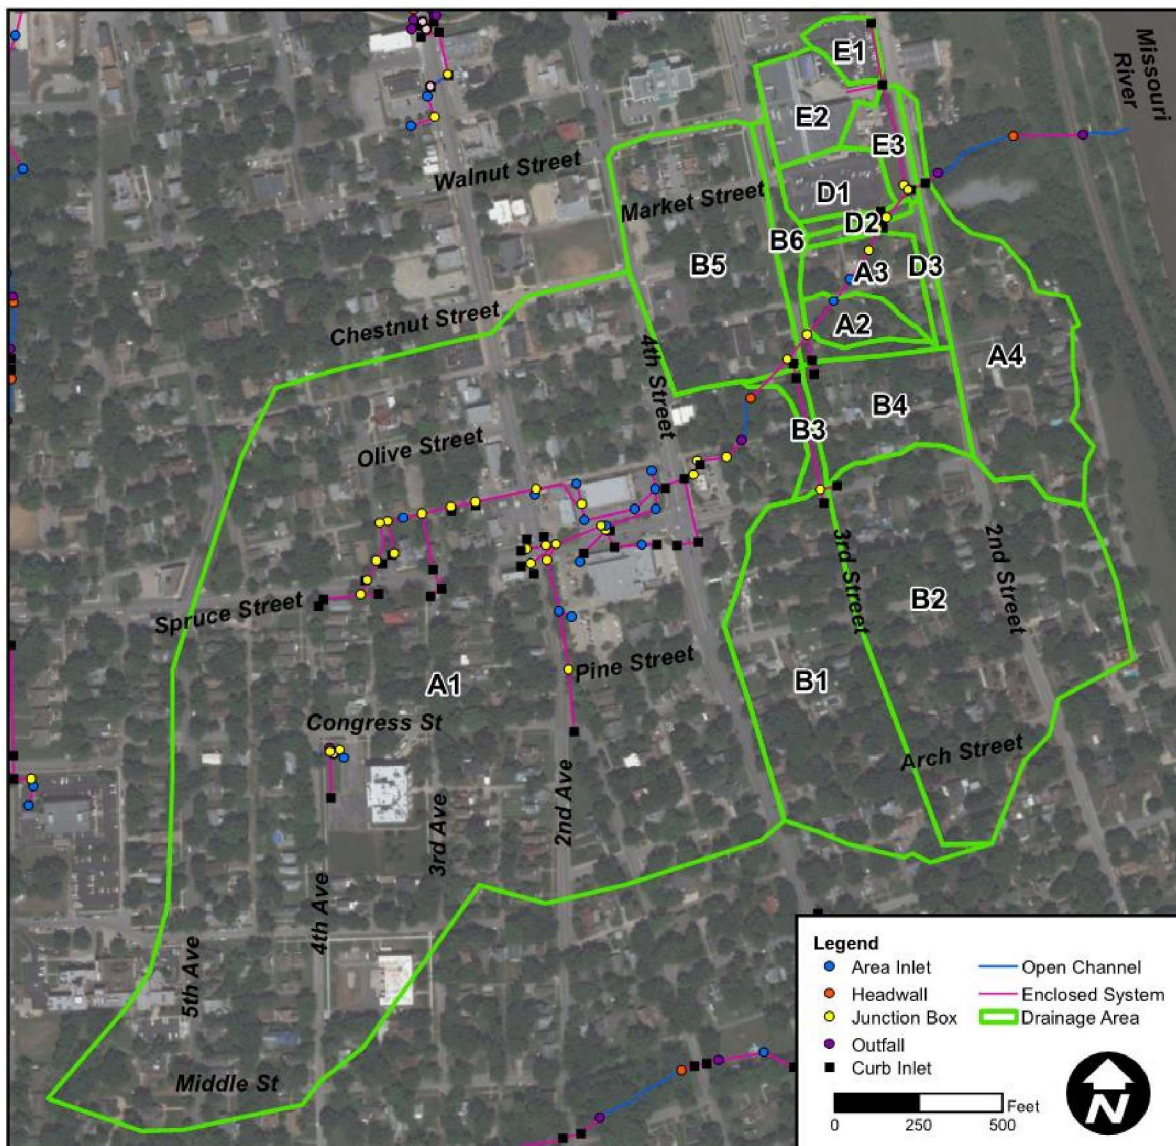 Missouri
River
E1
E2
Walnut Street
E3
Market Street
D1
D2
B6
D3
B5
A3
Chestnut Street
A2
4th Street
A4
B4
B3
Olive Street
3rd Street
2nd Street
Spruce Street
B2
Pine Street
A1
B1
Congress St
Arch Street
2nd Ave
3rd Ave
4th Ave
5th Ave
Middle St
Legend
Area Inlet
Headwall
Junction Box
Outfall
Curb Inlet
Open Channel
Enclosed System
Drainage Area
Feet
0 250 500
N